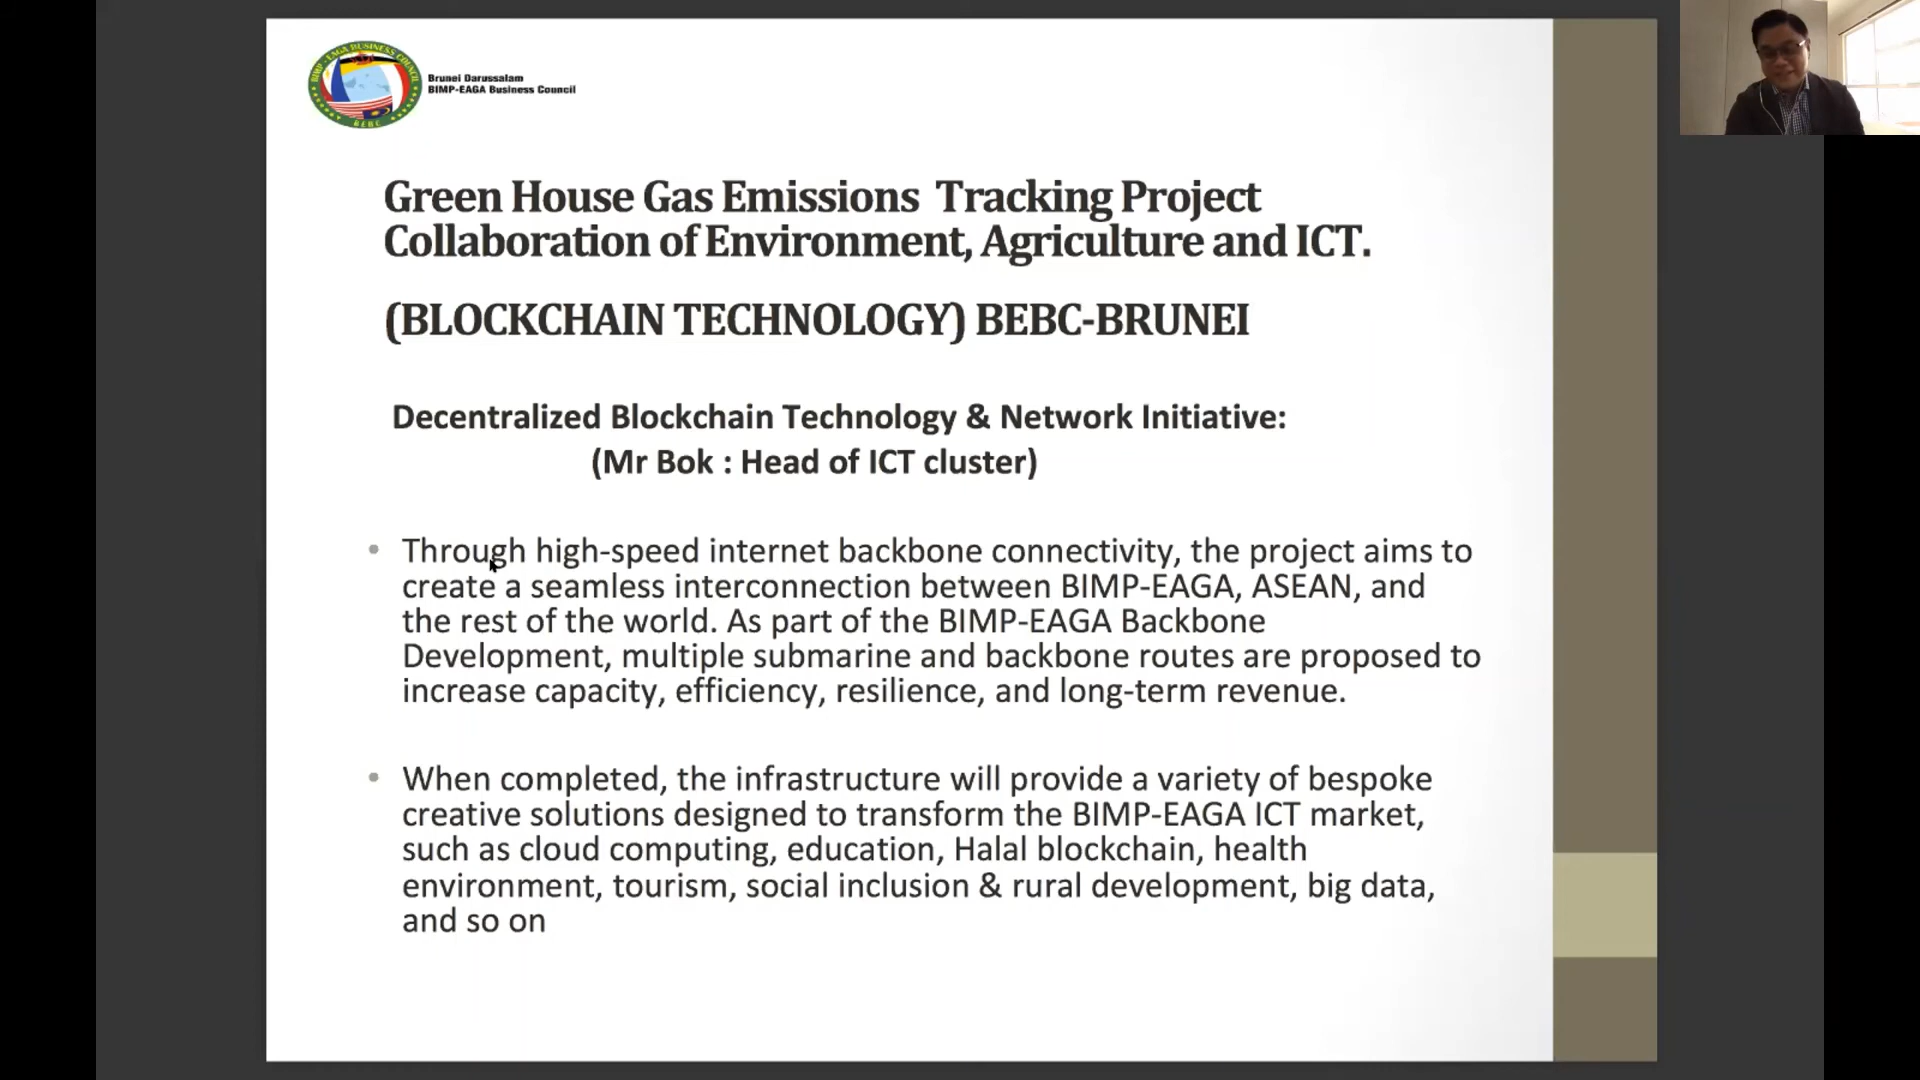 BIMP-EAGA BUSINESS COUNCIL
BEBC
Brunei Darussalam
BIMP-EAGA Business Council
Green House Gas Emissions Tracking Project
Collaboration of Environment, Agriculture and ICT.
(BLOCKCHAIN TECHNOLOGY) BEBC-BRUNEI
Decentralized Blockchain Technology & Network Initiative:
(Mr Bok : Head of ICT cluster)
• Through high-speed internet backbone connectivity, the project aims to
create a seamless interconnection between BIMP-EAGA, ASEAN, and
the rest of the world. As part of the BIMP-EAGA Backbone
Development, multiple submarine and backbone routes are proposed to
increase capacity, efficiency, resilience, and long-term revenue.
• When completed, the infrastructure will provide a variety of bespoke
creative solutions designed to transform the BIMP-EAGA ICT market,
such as cloud computing, education, Halal blockchain, health
environment, tourism, social inclusion & rural development, big data,
and so on